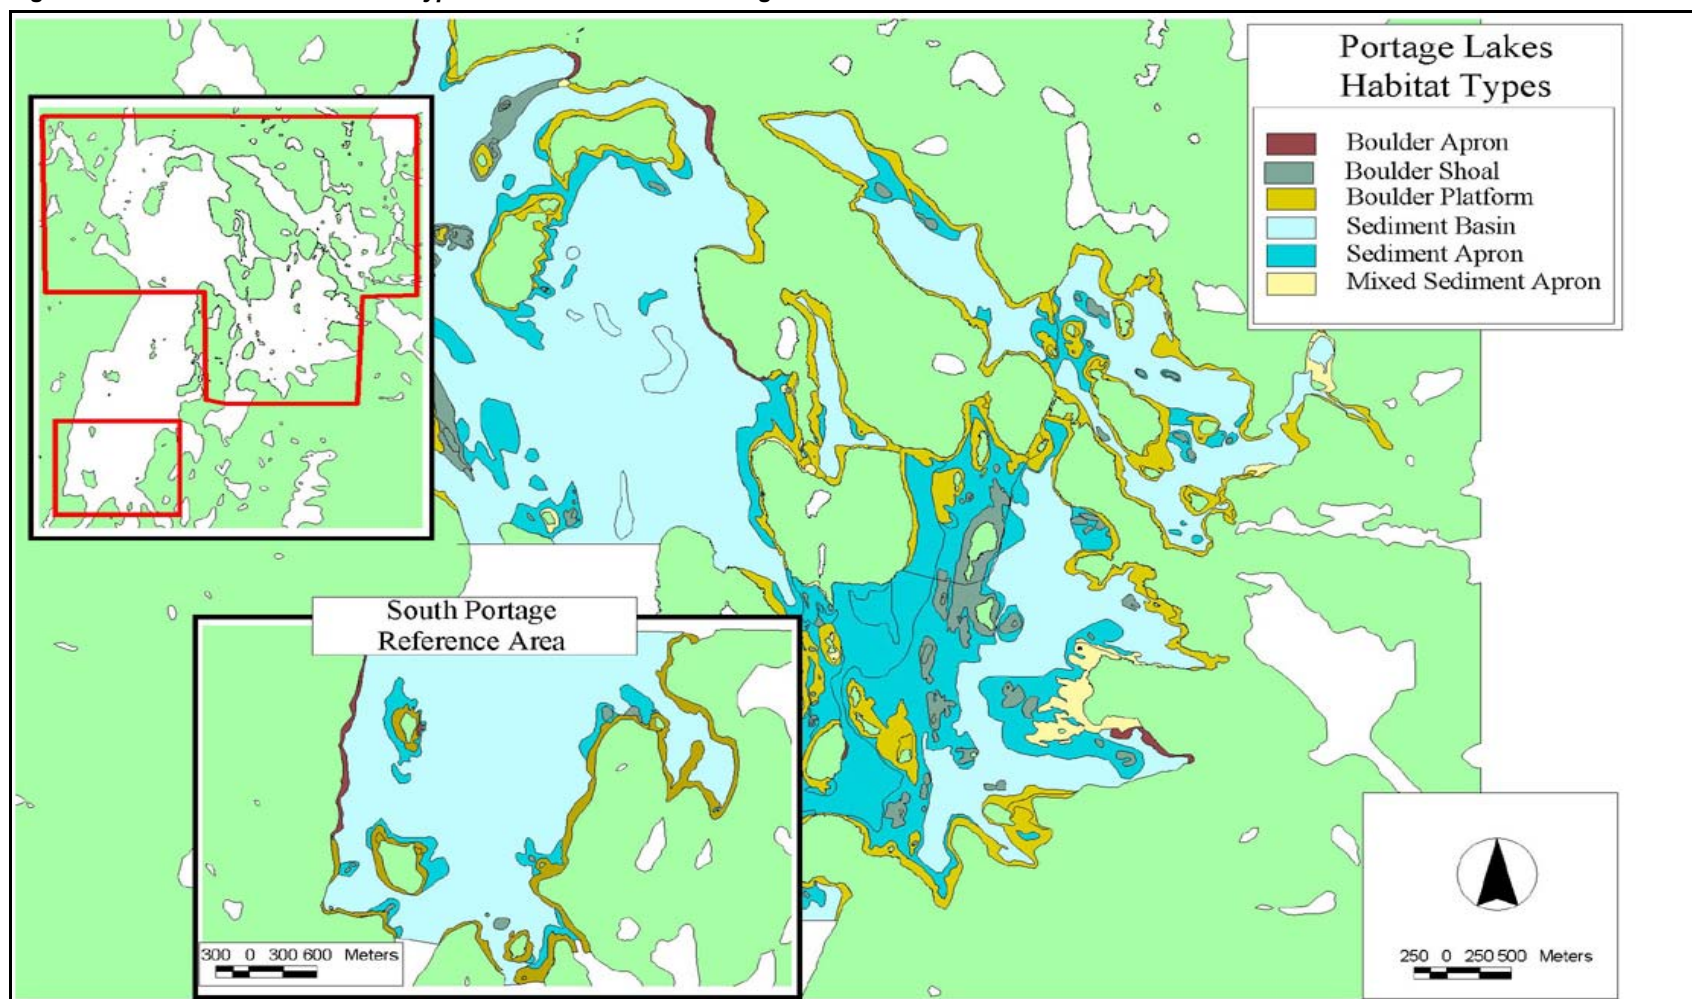 Portage Lakes
Habitat Types
Boulder Apron
Boulder Shoal
Boulder Platform
Sediment Basin
Sediment Apron
Mixed Sediment Apron
South Portage
Reference Area
300 0 300 600 Meters
250 0 250 500 Meters